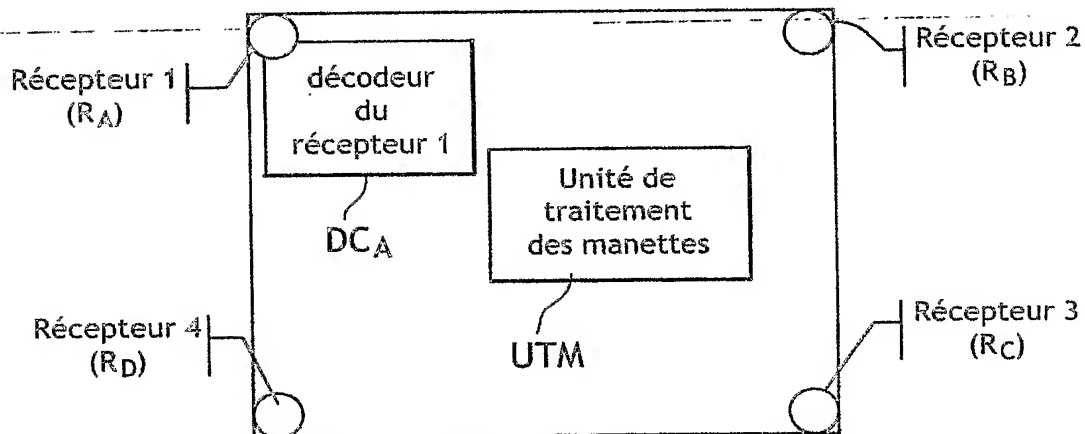 Récepteur 1
(RA)
décodeur
du
récepteur 1
DCA
Récepteur 2
(RB)
Unité de
traitement
des manettes
UTM
Récepteur 4
(RD)
Récepteur 3
(RC)